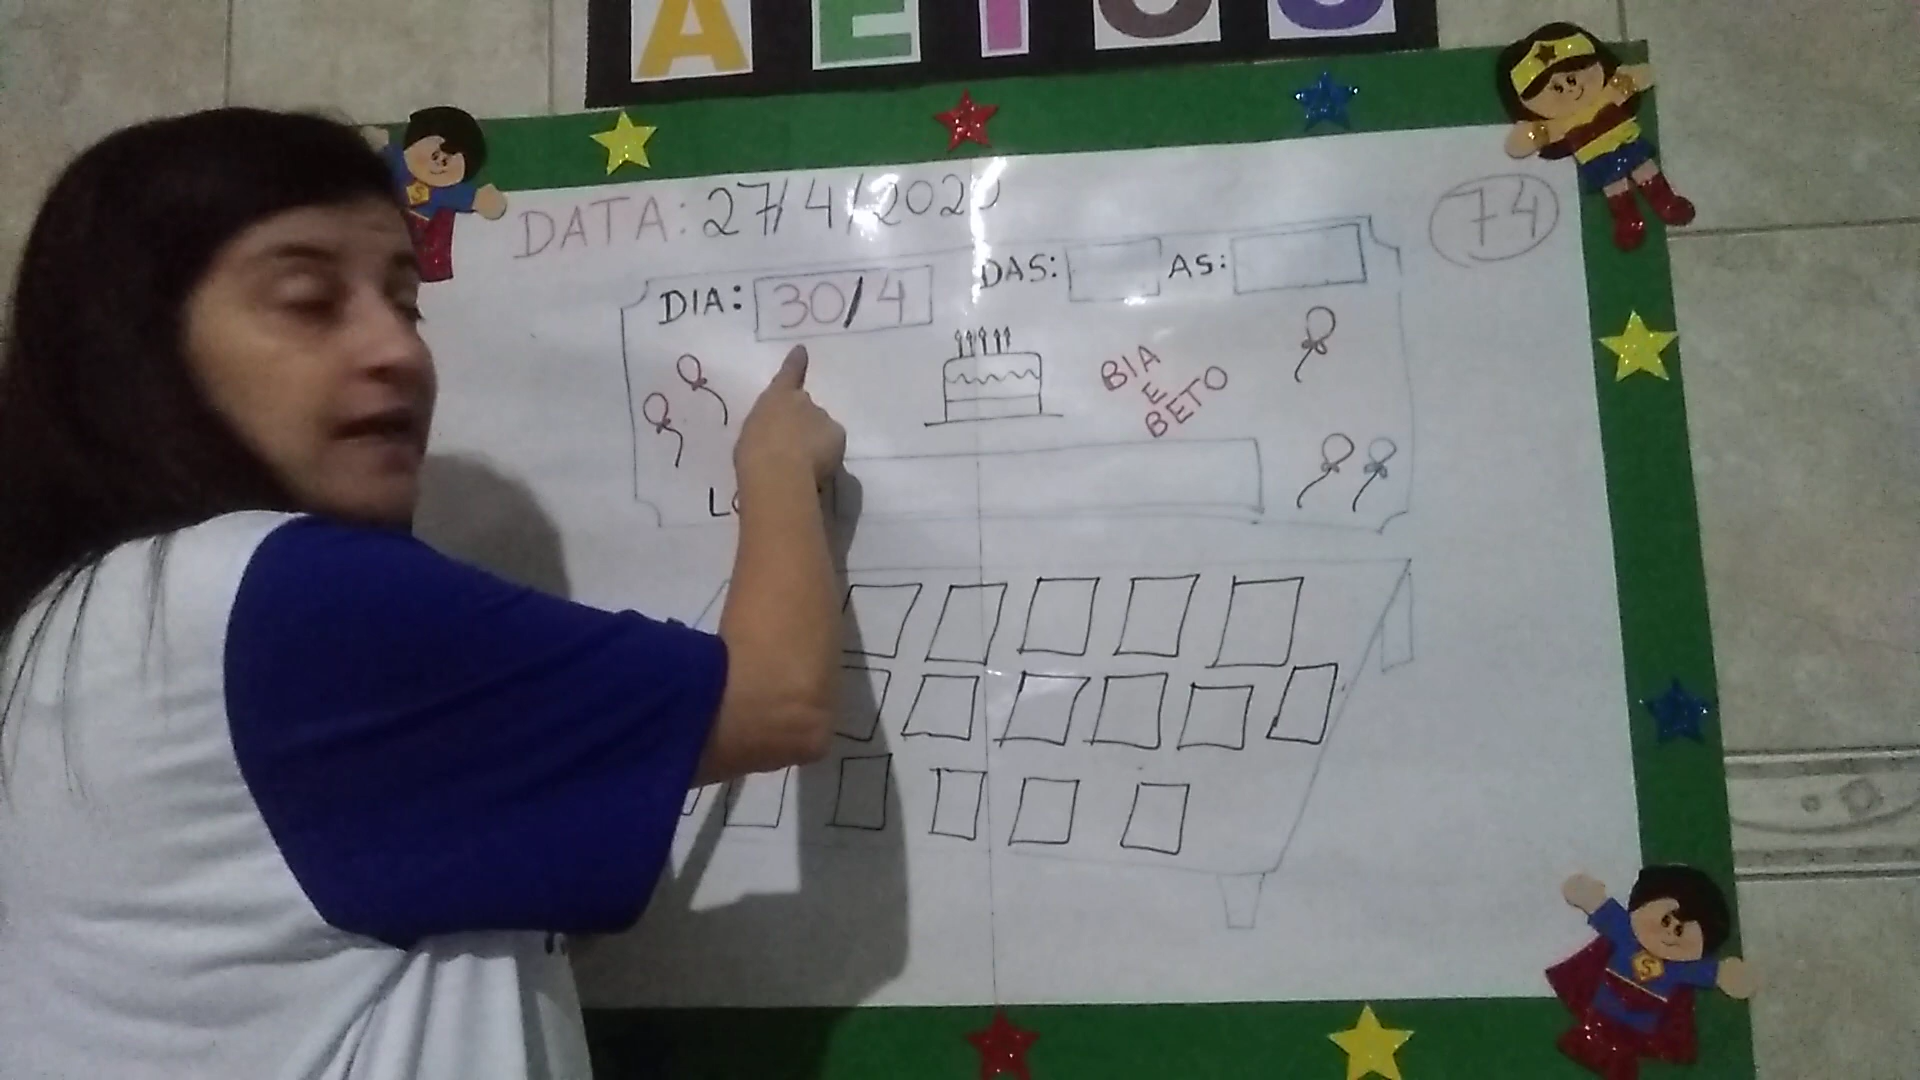 A E I O U
DATA: 27/4/2020
74
DIA: 30/4 DAS: AS:
BIA
E
BETO